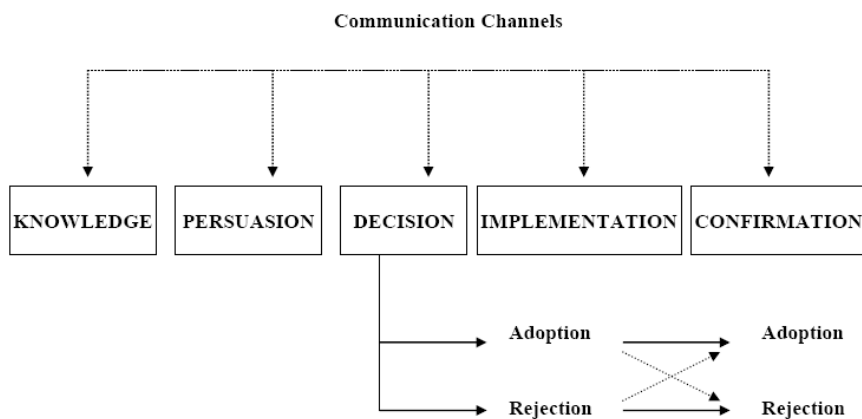 Communication Channels
KNOWLEDGE PERSUASION DECISION IMPLEMENTATION CONFIRMATION
Adoption Adoption
Rejection Rejection